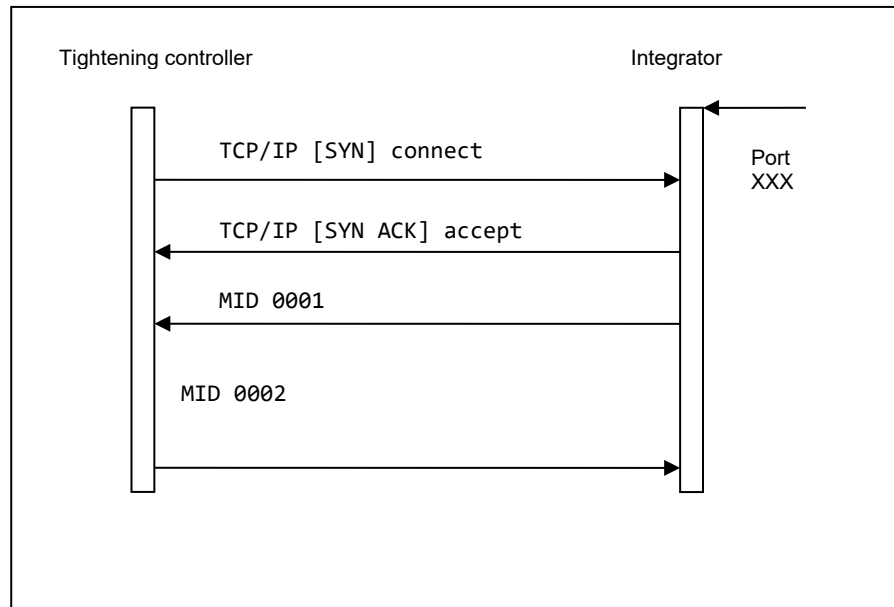 Tightening controller
Integrator
TCP/IP [SYN] connect
Port
XXX
TCP/IP [SYN ACK] accept
MID 0001
MID 0002